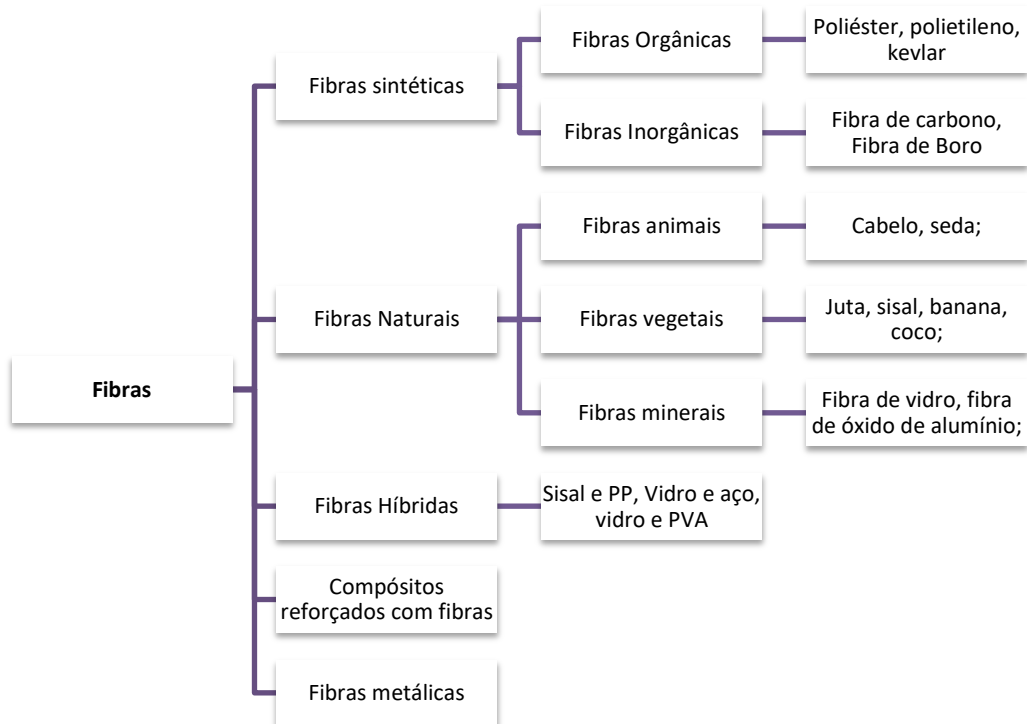 Fibras
Fibras sintéticas
Fibras Orgânicas
Poliéster, polietileno,
kevlar
Fibras Inorgânicas
Fibra de carbono,
Fibra de Boro
Fibras Naturais
Fibras animais
Cabelo, seda;
Fibras vegetais
Juta, sisal, banana,
coco;
Fibras minerais
Fibra de vidro, fibra
de óxido de alumínio;
Fibras Híbridas
Sisal e PP, Vidro e aço,
vidro e PVA
Compósitos
reforçados com fibras
Fibras metálicas